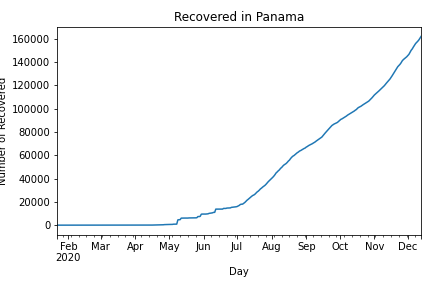 Recovered in Panama
160000
140000
120000
100000
80000
60000
40000
20000
0
Number of Recovered
Feb Mar Apr May Jun Jul Aug Sep Oct Nov Dec
2020
Day